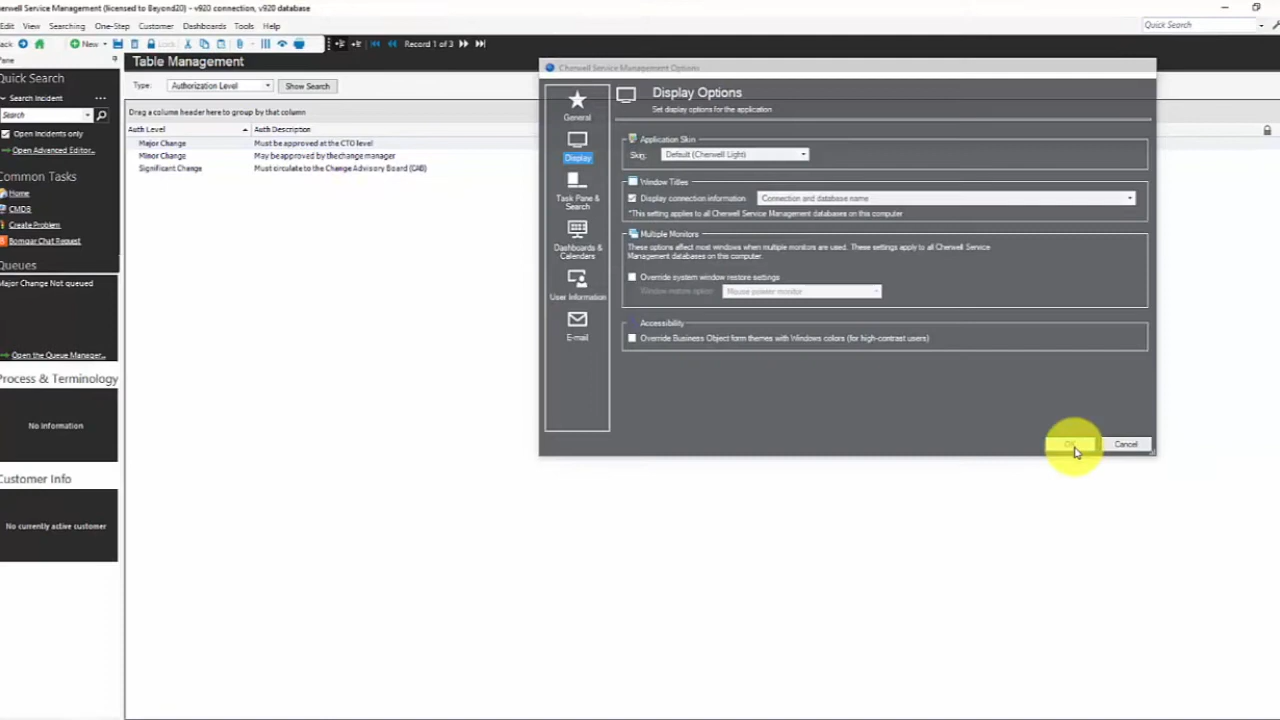 erwell Service Management (licensed to Beyond20) - v920 connection, v920 database
Edit View Searching One-Step Customer Dashboards Tools Help
Quick Search
ack New Lock Record 1 of 3
Pane
Table Management
Quick Search
Type: Authorization Level Show Search
Search Incident ...
Search
Open Incidents only
Open Advanced Editor...
Common Tasks
Home
CMDB
Create Problem
Bomgar Chat Request
Queues
Major Change Not queued
Open the Queue Manager...
Process & Terminology
No information
Customer Info
No currently active customer
Drag a column header here to group by that column
Auth Level Auth Description
Major Change Must be approved at the CTO level
Minor Change May be approved by the change manager
Significant Change Must circulate to the Change Advisory Board (CAB)
Cherwell Service Management Options
General
Display
Task Pane &
Search
Dashboards &
Calendars
User Information
E-mail
Display Options
Set display options for the application
Application Skin
Skin: Default (Cherwell Light)
Window Titles
Display connection information Connection and database name
*This setting applies to all Cherwell Service Management databases on this computer
Multiple Monitors
These options affect most windows when multiple monitors are used. These settings apply to all Cherwell Service
Management databases on this computer.
Override system window restore settings
Window restore option Mouse pointer monitor
Accessibility
Override Business Object form themes with Windows colors (for high-contrast users)
OK Cancel